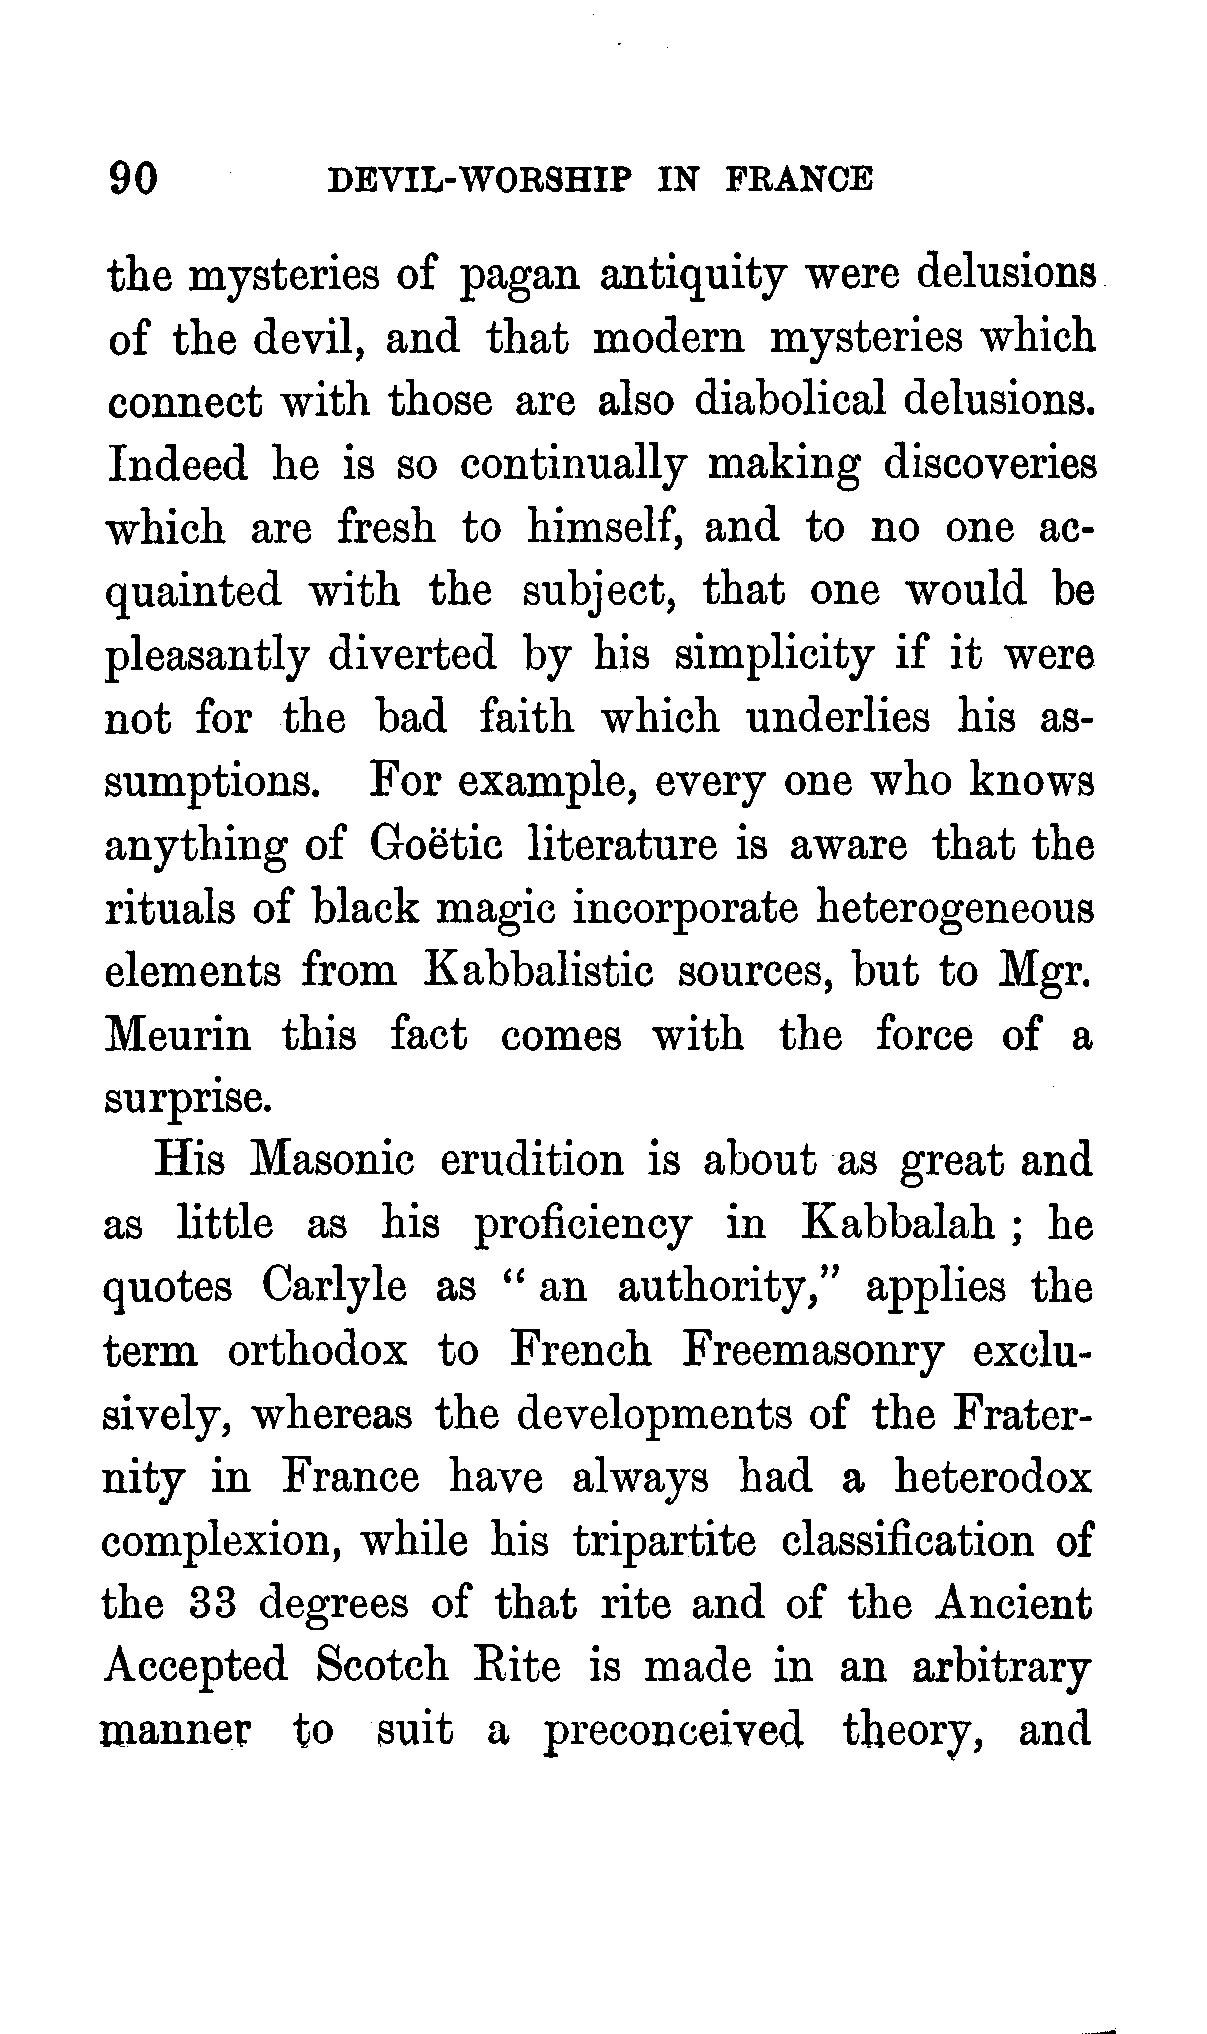 90 DEVIL-WORSHIP IN FRANCE
the mysteries of pagan antiquity were delusions
of the devil, and that modern mysteries which
connect with those are also diabolical delusions.
Indeed he is so continually making discoveries
which are fresh to himself, and to no one ac-
quainted with the subject, that one would be
pleasantly diverted by his simplicity if it were
not for the bad faith which underlies his as-
sumptions. For example, every one who knows
anything of Goëtic literature is aware that the
rituals of black magic incorporate heterogeneous
elements from Kabbalistic sources, but to Mgr.
Meurin this fact comes with the force of a
surprise.
His Masonic erudition is about as great and
as little as his proficiency in Kabbalah ; he
quotes Carlyle as “ an authority,” applies the
term orthodox to French Freemasonry exclu-
sively, whereas the developments of the Frater-
nity in France have always had a heterodox
complexion, while his tripartite classification of
the 33 degrees of that rite and of the Ancient
Accepted Scotch Rite is made in an arbitrary
manner to suit a preconceived theory, and